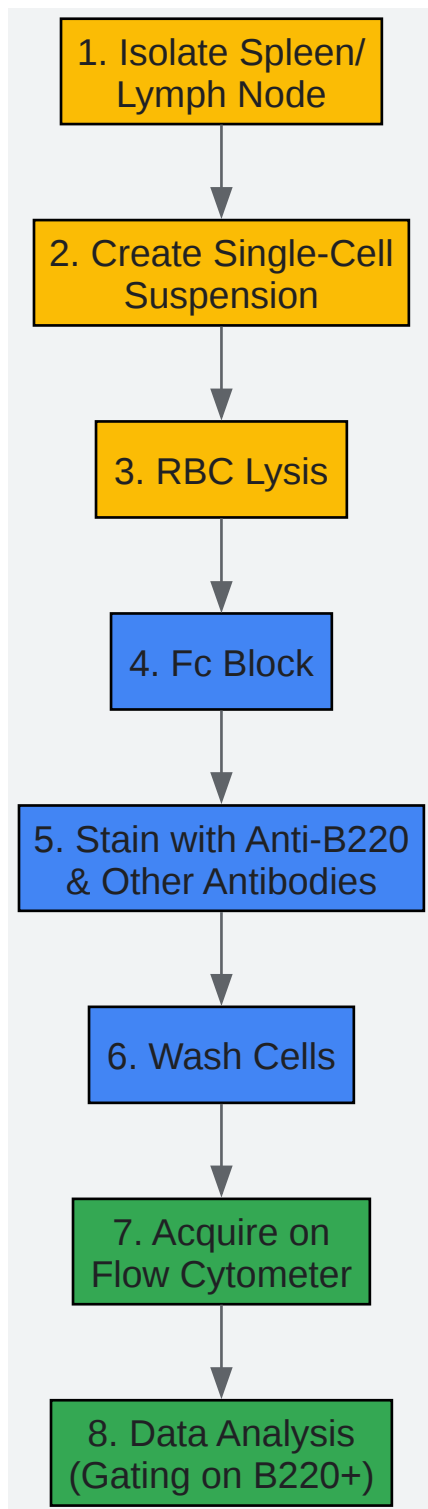 1. Isolate Spleen/
Lymph Node
2. Create Single-Cell
Suspension
3. RBC Lysis
4. Fc Block
5. Stain with Anti-B220
& Other Antibodies
6. Wash Cells
7. Acquire on
Flow Cytometer
8. Data Analysis
(Gating on B220+)